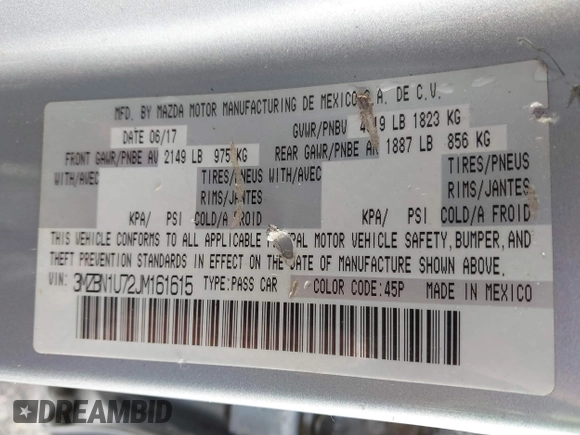 MFD. BY MAZDA MOTOR MANUFACTURING DE MEXICO S.A. DE C.V.
DATE 06/17 GVWR/PNBV LB 1823 KG
FRONT GAWR/PNBE AV 2149 LB 975 KG REAR GAWR/PNBE AR 1887 LB 856 KG
WITH/AVEC TIRES/PNEUS WITH/AVEC TIRES/PNEUS
RIMS/JANTES RIMS/JANTES
KPA/ PSI COLD/A FROID KPA/ PSI COLD/A FROID
THIS VEHICLE CONFORMS TO ALL APPLICABLE MOTOR VEHICLE SAFETY, BUMPER, AND
THEFT PREVENTION STANDARDS IN EFFECT ON THE DATE OF MANUFACTURE SHOWN ABOVE.
VIN: 3MZBN1U72JM161615 TYPE:PASS CAR COLOR CODE:45P MADE IN MEXICO
DREAMBID